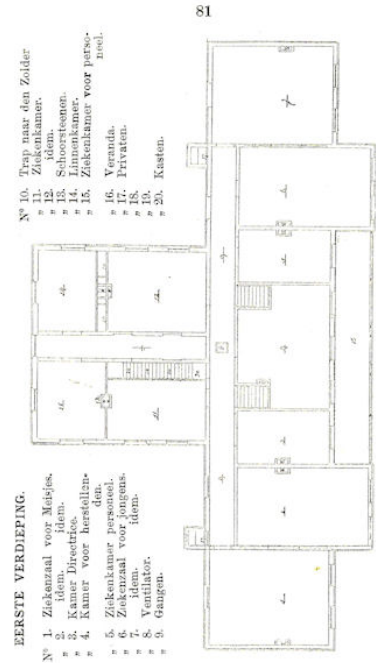 81
EERSTE VERDIEPING.
Nº 1. Ziekenzaal voor Meisjes.
„ 2. idem. idem.
„ 3. Kamer Directrice.
„ 4. Kamer voor herstellen-
den.
„ 5. Ziekenkamer personeel.
„ 6. Ziekenzaal voor jongens.
„ 7. idem. idem.
„ 8. Ventilator.
„ 9. Gangen.
Nº 10. Trap naar den Zolder
„ 11. Ziekenkamer.
„ 12. idem.
„ 13. Schoorsteenen.
„ 14. Linnenkamer.
„ 15. Ziekenkamer voor perso-
neel.
„ 16. Veranda.
„ 17. Privaten.
„ 18.
„ 19.
„ 20. Kasten.